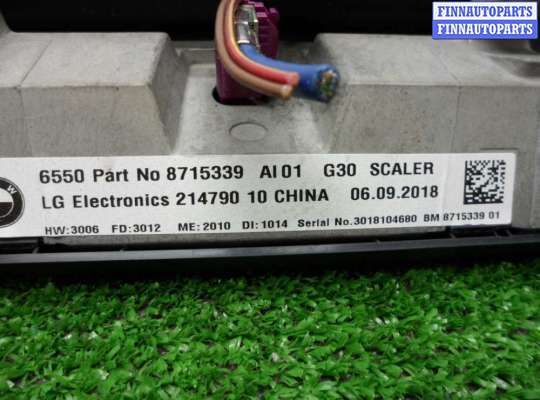 FINNAUTOPARTS
FINNAUTOPARTS
W
6550 Part No 8715339 AI 01 G30 SCALER
LG Electronics 214790 10 CHINA 06.09.2018
HW:3006 FD:3012 ME:2010 DI:1014 Serial No.3018104680 BM 8715339 01